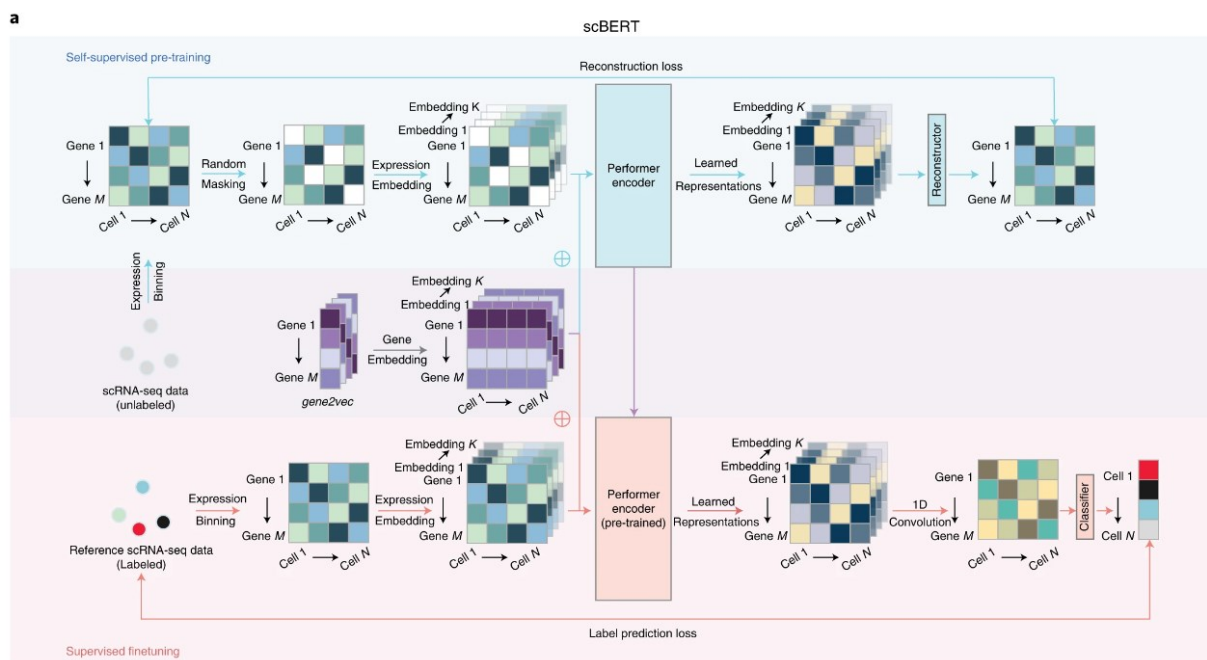 a
scBERT
Self-supervised pre-training
Reconstruction loss
Gene 1
Gene M
Cell 1
Cell N
Random
Masking
Gene 1
Gene M
Cell 1
Cell N
Expression
Embedding
Embedding K
Embedding 1
Gene 1
Gene M
Cell 1
Cell N
Performer
encoder
Learned
Representations
Embedding K
Embedding 1
Gene 1
Gene M
Cell 1
Cell N
Reconstructor
Gene 1
Gene M
Cell 1
Cell N
Expression
Binning
scRNA-seq data
(unlabeled)
Gene 1
Gene M
gene2vec
Gene
Embedding
Embedding K
Embedding 1
Gene 1
Gene M
Cell 1
Cell N
Reference scRNA-seq data
(Labeled)
Expression
Binning
Gene 1
Gene M
Cell 1
Cell N
Expression
Embedding
Embedding K
Embedding 1
Gene 1
Gene M
Cell 1
Cell N
Performer
encoder
(pre-trained)
Learned
Representations
Embedding K
Embedding 1
Gene 1
Gene M
Cell 1
Cell N
1D
Convolution
Gene 1
Gene M
Cell 1
Cell N
Classifier
Cell 1
Cell N
Label prediction loss
Supervised finetuning